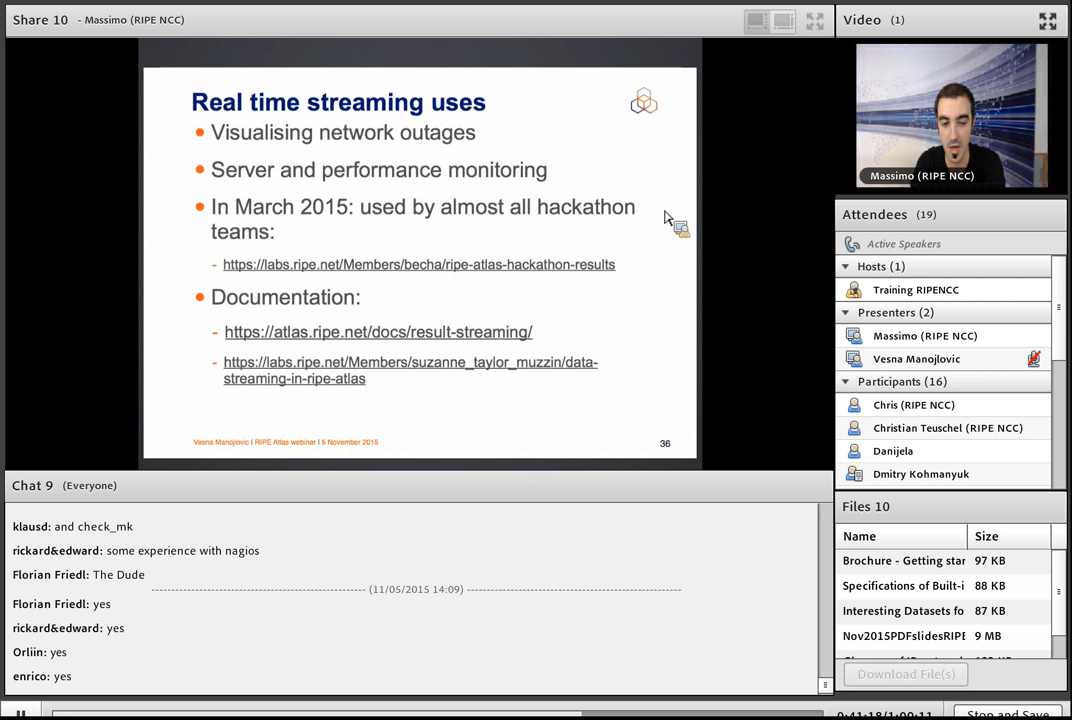 Share 10 - Massimo (RIPE NCC)
Real time streaming uses
• Visualising network outages
• Server and performance monitoring
• In March 2015: used by almost all hackathon
teams:
- https://labs.ripe.net/Members/becha/ripe-atlas-hackathon-results
• Documentation:
- https://atlas.ripe.net/docs/result-streaming/
- https://labs.ripe.net/Members/suzanne_taylor_muzzin/data-
streaming-in-ripe-atlas
Vesna Manojlovic I RIPE Atlas webinar I 5 November 2015
36
Video (1)
Massimo (RIPE NCC)
Attendees (19)
Active Speakers
Hosts (1)
Training RIPENCC
Presenters (2)
Massimo (RIPE NCC)
Vesna Manojlovic
Participants (16)
Chris (RIPE NCC)
Christian Teuschel (RIPE NCC)
Danijela
Dmitry Kohmanyuk
Chat 9 (Everyone)
klausd: and check_mk
rickard&edward: some experience with nagios
Florian Friedl: The Dude
(11/05/2015 14:09)
Florian Friedl: yes
rickard&edward: yes
Orliin: yes
enrico: yes
Files 10
Name Size
Brochure - Getting star 97 KB
Specifications of Built-i 88 KB
Interesting Datasets fo 87 KB
Nov2015PDFslidesRIPE 9 MB
Download File(s)
0:41:18/1:00:11
Stop and Save